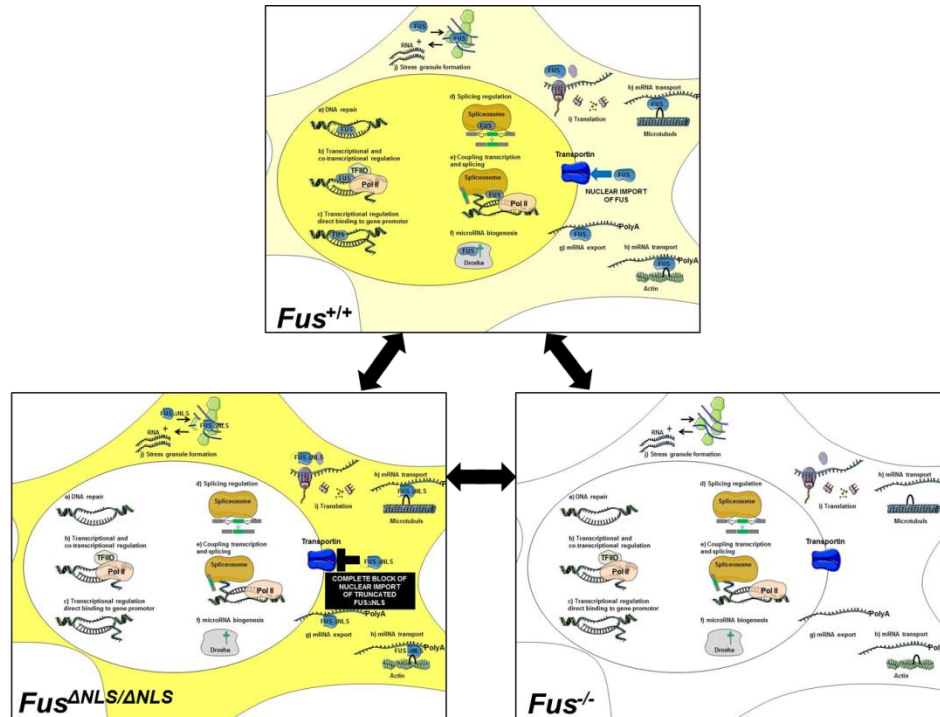 FUS
RNA +
FUS
j) Stress granule formation
a) DNA repair
FUS
b) Transcriptional and
co-transcriptional regulation
TFIID
FUS
Pol II
c) Transcriptional regulation
direct binding to gene promotor
FUS
d) Splicing regulation
Spliceosome
FUS
e) Coupling transcription
and splicing
Spliceosome
FUS
Pol II
f) microRNA biogenesis
FUS
Drosha
FUS
i) Translation
h) mRNA transport
FUS
Microtubuls
Transportin
FUS
NUCLEAR IMPORT
OF FUS
PolyA
FUS
g) mRNA export
h) mRNA transport
FUS
PolyA
Actin
Fus+/+
FUSΔNLS
RNA +
FUSΔNLS
j) Stress granule formation
a) DNA repair
b) Transcriptional and
co-transcriptional regulation
TFIID
Pol II
c) Transcriptional regulation
direct binding to gene promotor
d) Splicing regulation
Spliceosome
e) Coupling transcription
and splicing
Spliceosome
Pol II
f) microRNA biogenesis
Drosha
FUSΔNLS
i) Translation
h) mRNA transport
FUSΔNLS
Microtubuls
Transportin
FUSΔNLS
COMPLETE BLOCK OF
NUCLEAR IMPORT
OF TRUNCATED
FUSΔNLS
PolyA
FUSΔNLS
g) mRNA export
h) mRNA transport
FUSΔNLS
PolyA
Actin
FusΔNLS/ΔNLS
RNA +
j) Stress granule formation
a) DNA repair
b) Transcriptional and
co-transcriptional regulation
TFIID
Pol II
c) Transcriptional regulation
direct binding to gene promotor
d) Splicing regulation
Spliceosome
e) Coupling transcription
and splicing
Spliceosome
Pol II
f) microRNA biogenesis
Drosha
i) Translation
h) mRNA transport
Microtubuls
Transportin
PolyA
g) mRNA export
h) mRNA transport
PolyA
Actin
Fus-/-